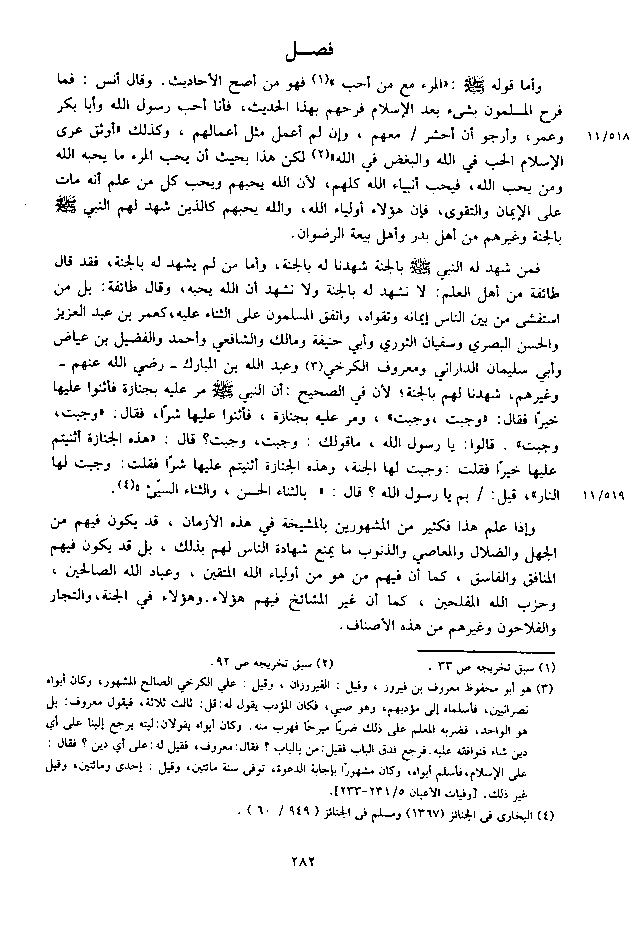 فصـــل
وأما قوله ﷺ : «المرء مع من أحب »(١) فهو من أصح الأحاديث. وقال أنس : فما
فرح المسلمون بشىء بعد الإسلام فرحهم بهذا الحديث، فأنا أحب رسول الله وأبا بكر
١١/٥١٨ وعمر، وأرجو أن أحشر / معهم ، وإن لم أعمل مثل أعمالهم ، وكذلك «أوثق عرى
الإسلام الحب في الله والبغض في الله»(٢) لكن هذا بحيث أن يحب المرء ما يحبه الله
ومن يحب الله، فيحب أنبياء الله كلهم، لأن الله يحبهم ويحب كل من علم أنه مات
على الإيمان والتقوى، فإن هؤلاء أولياء الله، والله يحبهم كالذين شهد لهم النبي ﷺ
بالجنة وغيرهم من أهل بدر وأهل بيعة الرضوان.
فمن شهد له النبي ﷺ بالجنة شهدنا له بالجنة، وأما من لم يشهد له بالجنة، فقد قال
طائفة من أهل العلم: لا نشهد له بالجنة ولا نشهد أن الله يحبه، وقال طائفة: بل من
استفشى من بين الناس إيمانه وتقواه، واتفق المسلمون على الثناء عليه،كعمر بن عبد العزيز
والحسن البصري وسفيان الثوري وأبي حنيفة ومالك والشافعي وأحمد والفضيل بن عياض
وأبي سليمان الداراني ومعروف الكرخي(٣) وعبد الله بن المبارك ـ رضي الله عنهم ـ
وغيرهم، شهدنا لهم بالجنة؛ لأن في الصحيح : أن النبي ﷺ مر عليه بجنازة فأثنوا عليها
خيرًا فقال: «وجبت ،وجبت» ، ومر عليه بجنازة ، فأثنوا عليها شرًا، فقال: «وجبت،
وجبت» . قالوا: يا رسول الله ، ماقولك : وجبت، وجبت؟ قال : «هذه الجنازة أثنيتم
عليها خيرًا فقلت :وجبت لها الجنة، وهذه الجنازة أثنيتم عليها شرًا فقلت: وجبت لها
١١/٥١٩ النار»، قيل: / بم يا رسول الله ؟ قال : « بالثناء الحسن ، والثناء السيّئ »(٤).
وإذا علم هذا فكثير من المشهورين بالمشيخة في هذه الأزمان ، قد يكون فيهم من
الجهل والضلال والمعاصي والذنوب ما يمنع شهادة الناس لهم بذلك ، بل قد يكون فيهم
المنافق والفاسق ، كما أن فيهم من هو من أولياء الله المتقين ، وعباد الله الصالحين ،
وحزب الله المفلحين ، كما أن غير المشائخ فيهم هؤلاء.وهؤلاء في الجنة،والتجار
والفلاحون وغيرهم من هذه الأصناف.
(١) سبق تخريجه ص ٣٣ . (٢) سبق تخريجه ص ٩٢.
(٣) هو أبو محفوظ معروف بن فيروز ، وقيل : الفيروزان ، وقيل : علي الكرخي الصالح المشهور، وكان أبواه
نصرانيين، فأسلماه إلى مؤدبهم، وهو صبي، فكان المؤدب يقول له:قل: ثالث ثلاثة، فيقول معروف: بل
هو الواحد، فضربه المعلم على ذلك ضربًا مبرحًا فهرب منه. وكان أبواه يقولان:ليته يرجع إلينا على أي
دين شاء فنوافقه عليه.فرجع فدق الباب فقيل:من بالباب ؟ فقال:معروف، فقيل له:على أي دين ؟ فقال :
على الإسلام،فأسلم أبواه، وكان مشهورًا بإجابة الدعوة، توفى سنة مائتين، وقيل : إحدى ومائتين، وقيل
غير ذلك. [وفيات الأعيان ٥/ ٢٣١-٢٣٣].
(٤) البخارى فى الجنائز (١٣٦٧) ومسلم فى الجنائز ( ٩٤٩ / ٦٠ ) .
٢٨٢